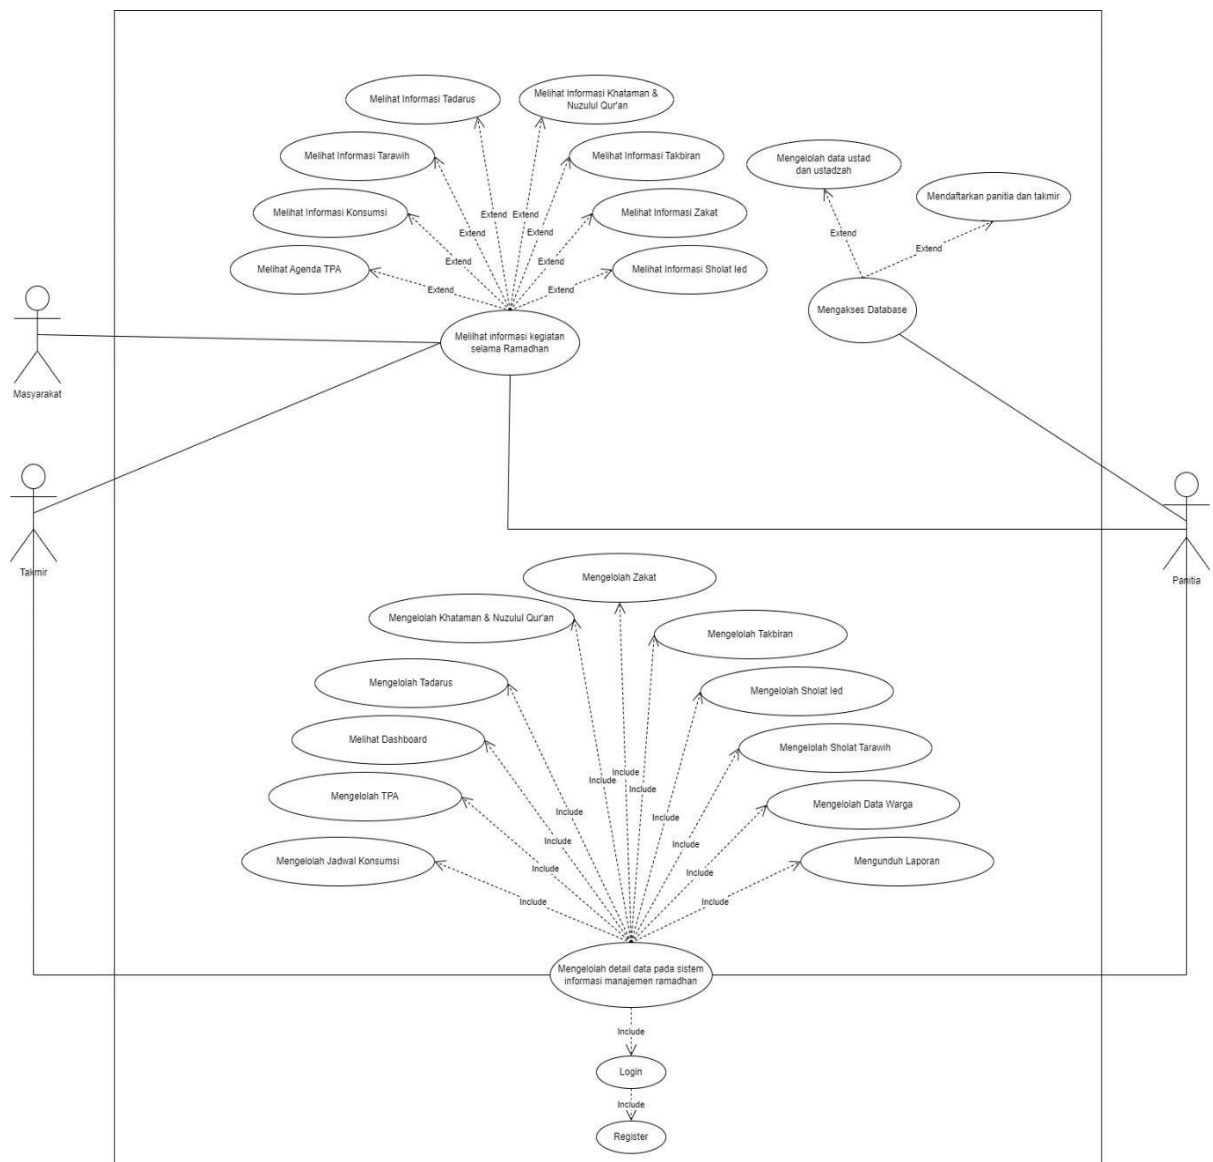 Melihat Informasi Tadarus
Melihat Informasi Khataman &
Nuzulul Qur'an
Melihat Informasi Tarawih
Melihat Informasi Takbiran
Mengelolah data ustad
dan ustadzah
Mendaftarkan panitia dan takmir
Melihat Informasi Konsumsi
Melihat Informasi Zakat
Extend
Extend
Extend
Extend
Extend
Extend
Extend
Extend
Melihat Agenda TPA
Melihat Informasi Sholat Ied
Extend
Extend
Mengakses Database
Melilhat informasi kegiatan
selama Ramadhan
Masyarakat
Takmir
Panitia
Mengelolah Zakat
Mengelolah Khataman & Nuzulul Qur'an
Mengelolah Takbiran
Mengelolah Tadarus
Mengelolah Sholat Ied
Melihat Dashboard
Mengelolah Sholat Tarawih
Include
Include
Include
Include
Mengelolah TPA
Mengelolah Data Warga
Include
Include
Include
Include
Include
Mengelolah Jadwal Konsumsi
Mengunduh Laporan
Include
Include
Mengelolah detail data pada sistem
informasi manajemen ramadhan
Include
Login
Include
Register